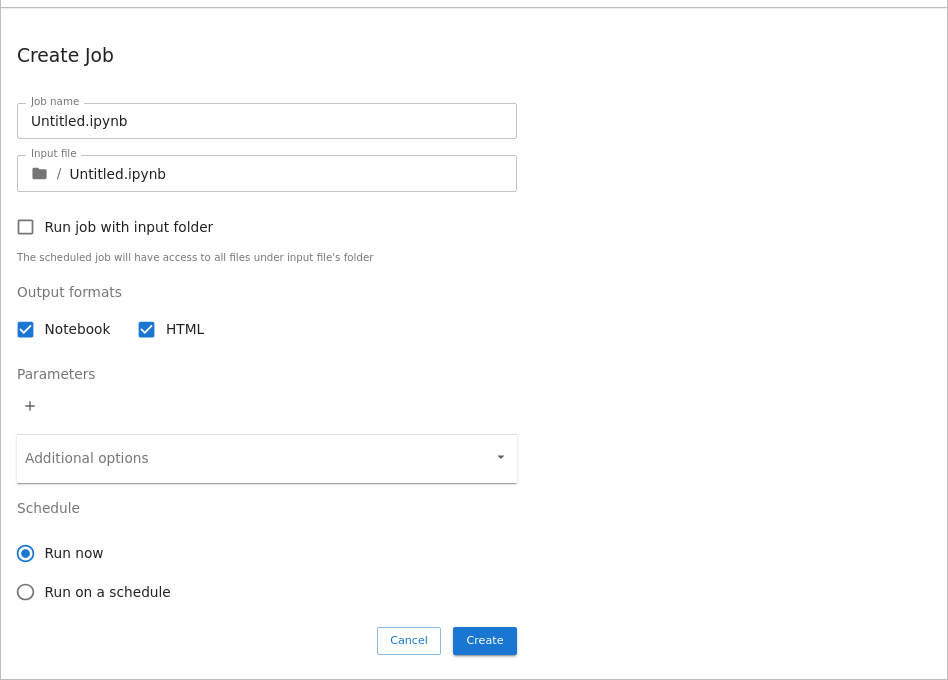 Create Job
Job name
Untitled.ipynb
Input file
/ Untitled.ipynb
Run job with input folder
The scheduled job will have access to all files under input file's folder
Output formats
Notebook HTML
Parameters
+
Additional options
Schedule
Run now
Run on a schedule
Cancel Create